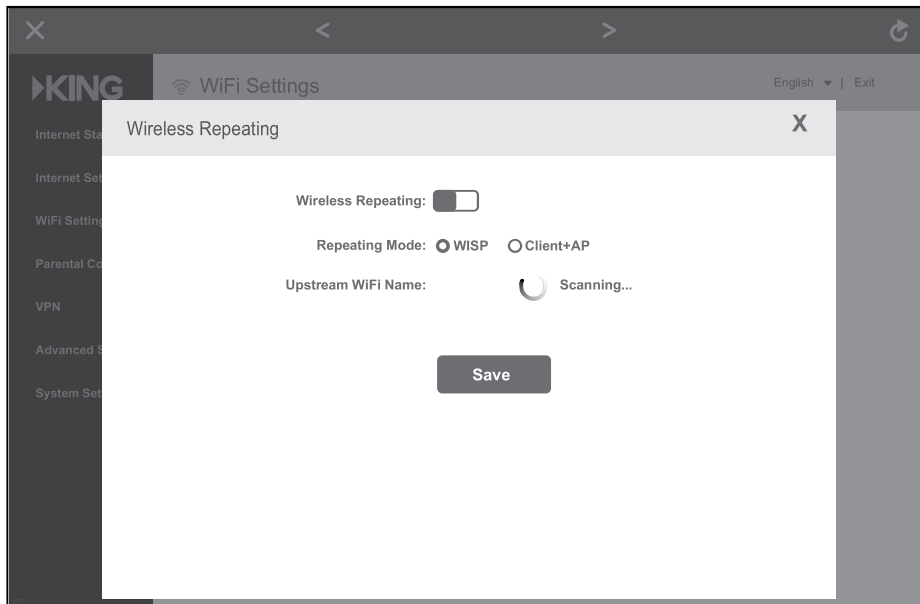 KING
WiFi Settings
English | Exit
Internet Sta
Internet Set
WiFi Setting
Parental Co
VPN
Advanced S
System Set
Wireless Repeating X
Wireless Repeating:
Repeating Mode: WISP Client+AP
Upstream WiFi Name: Scanning...
Save